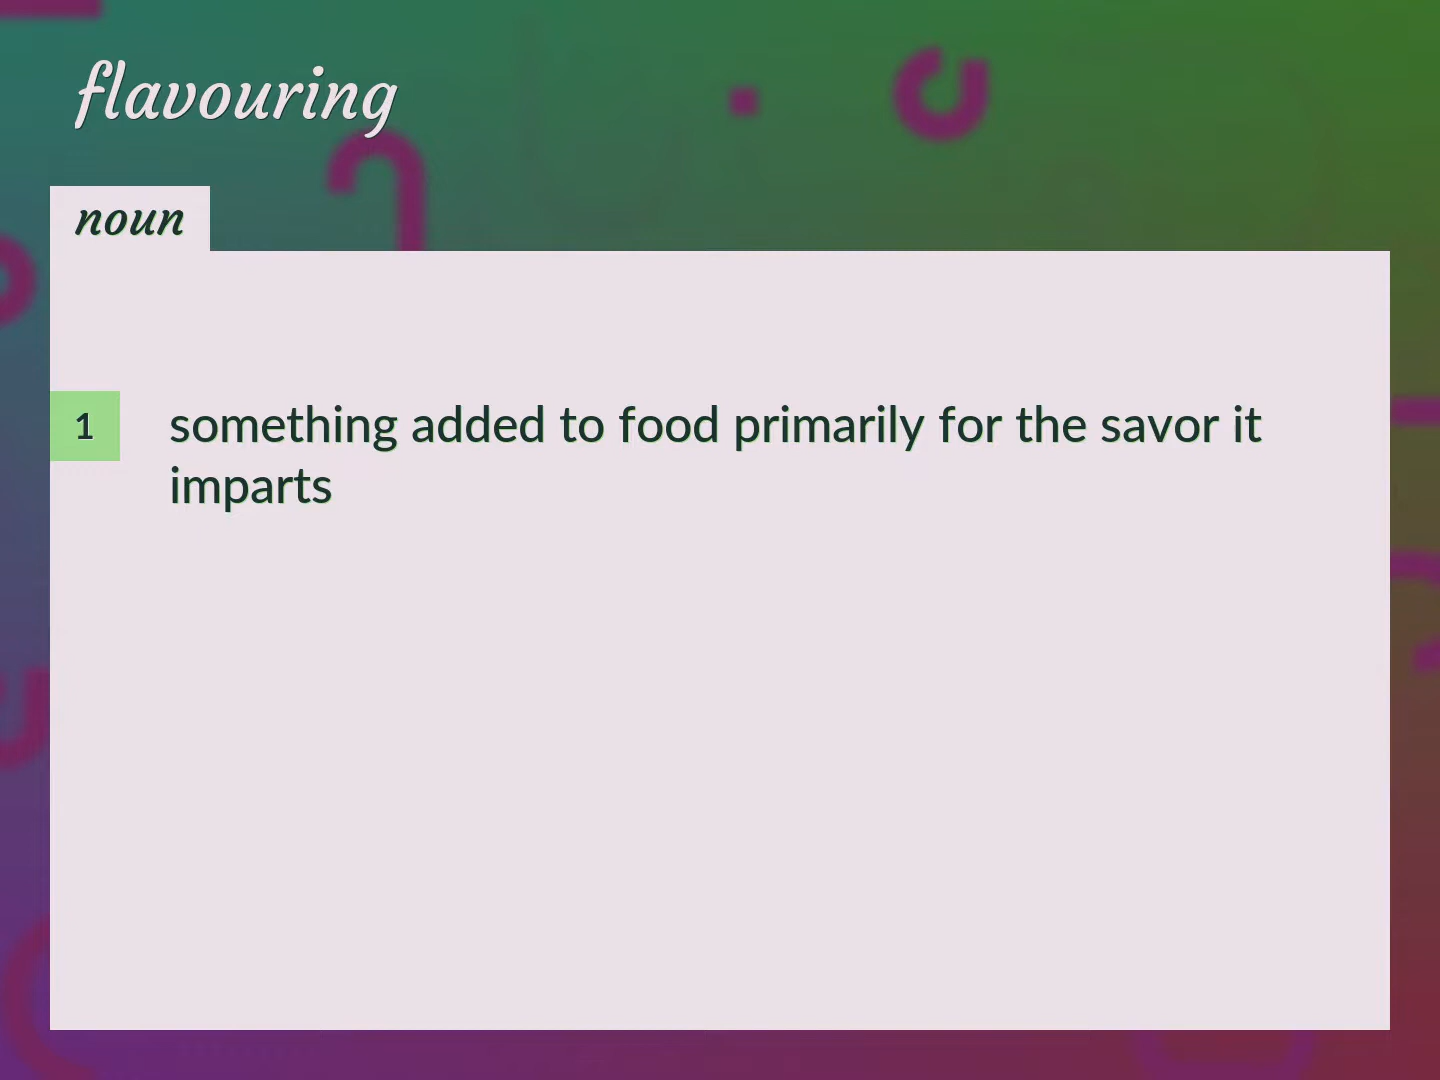 flavouring
noun
1
something added to food primarily for the savor it
imparts